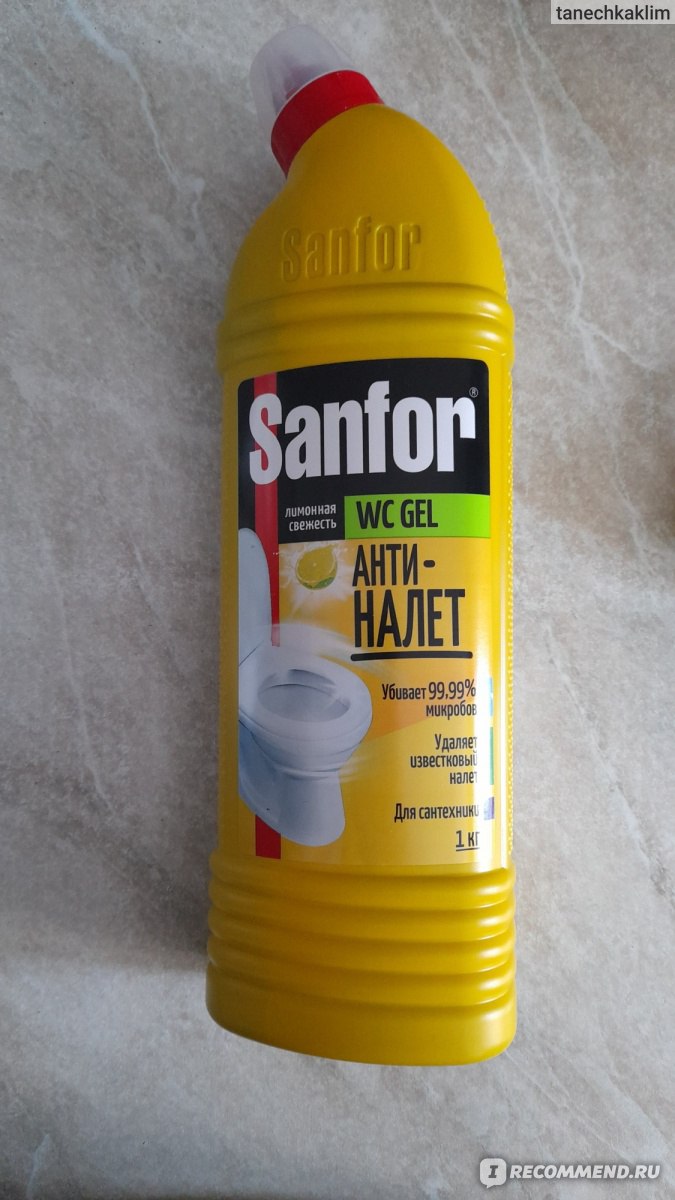 tanechkaklim
Sanfor
Sanfor®
лимонная
свежесть
WC GEL
АНТИ-
НАЛЕТ
Убивает 99,99%
микробов
Удаляет
известковый
налет
Для сантехники
1 кг
IRECOMMEND.RU